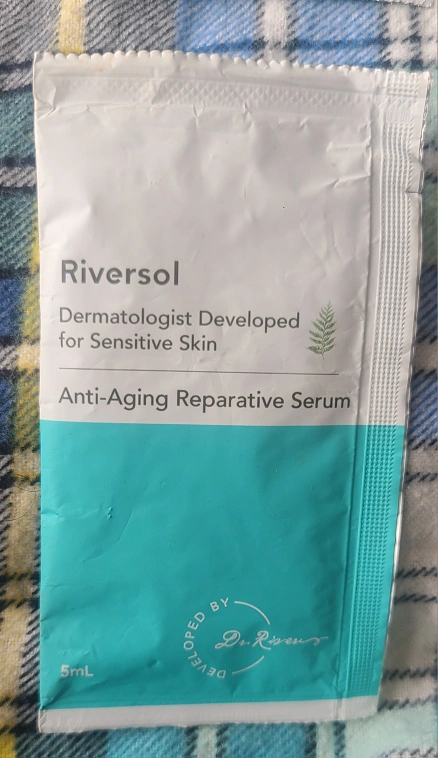 Riversol
Dermatologist Developed
for Sensitive Skin
Anti-Aging Reparative Serum
DEVELOPED BY
Dr. Rivers
5mL